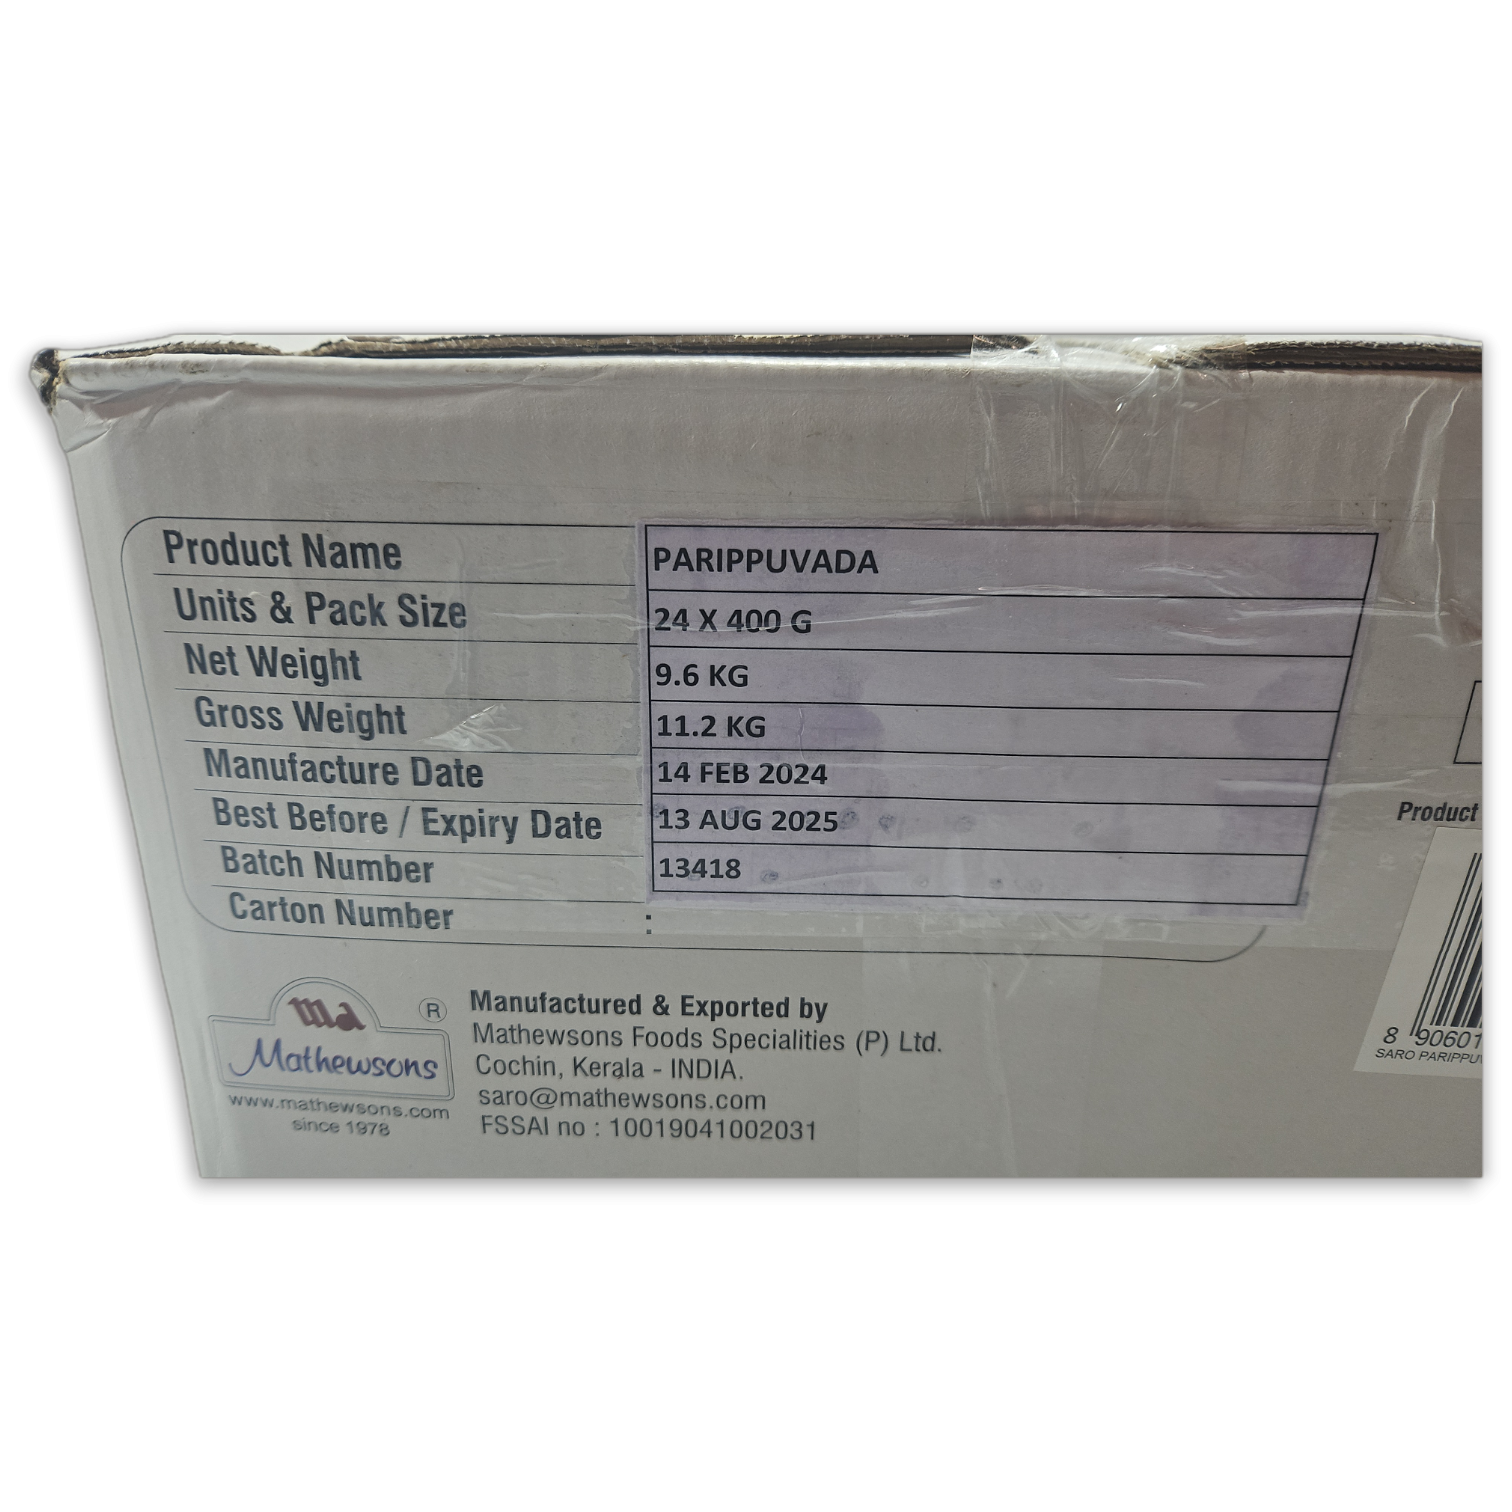 Product Name PARIPPUVADA
Units & Pack Size 24 X 400 G
Net Weight 9.6 KG
Gross Weight 11.2 KG
Manufacture Date 14 FEB 2024
Best Before / Expiry Date 13 AUG 2025
Batch Number 13418
Carton Number :
Product
8 90601
SARO PARIPPU
ma ®
Mathewsons
www.mathewsons.com
since 1978
Manufactured & Exported by
Mathewsons Foods Specialities (P) Ltd.
Cochin, Kerala - INDIA.
saro@mathewsons.com
FSSAI no : 10019041002031